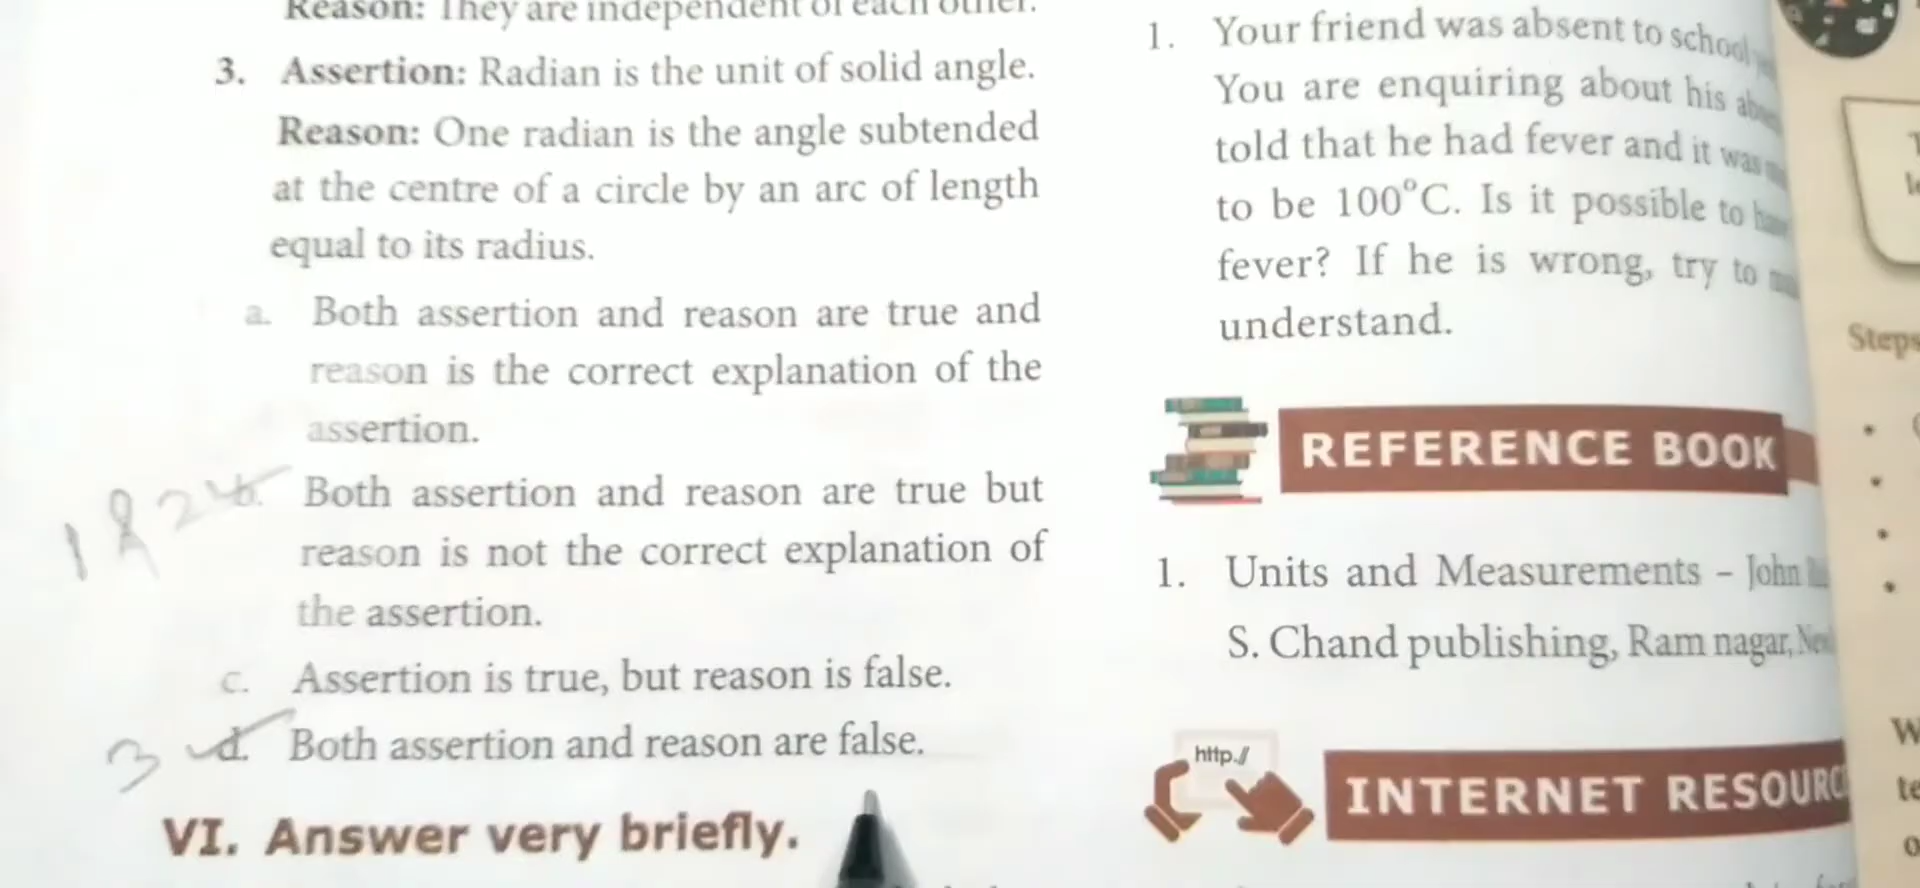 Reason: They are independent of each other.
3. Assertion: Radian is the unit of solid angle.
Reason: One radian is the angle subtended
at the centre of a circle by an arc of length
equal to its radius.
a. Both assertion and reason are true and
reason is the correct explanation of the
assertion.
1 & 2 b. Both assertion and reason are true but
reason is not the correct explanation of
the assertion.
c. Assertion is true, but reason is false.
3 d. Both assertion and reason are false.
VI. Answer very briefly.
1. Your friend was absent to school
You are enquiring about his
told that he had fever and it was
to be 100°C. Is it possible to
fever? If he is wrong, try to
understand.
REFERENCE BOOK
1. Units and Measurements – John
S. Chand publishing, Ram nagar,
http://
INTERNET
Steps